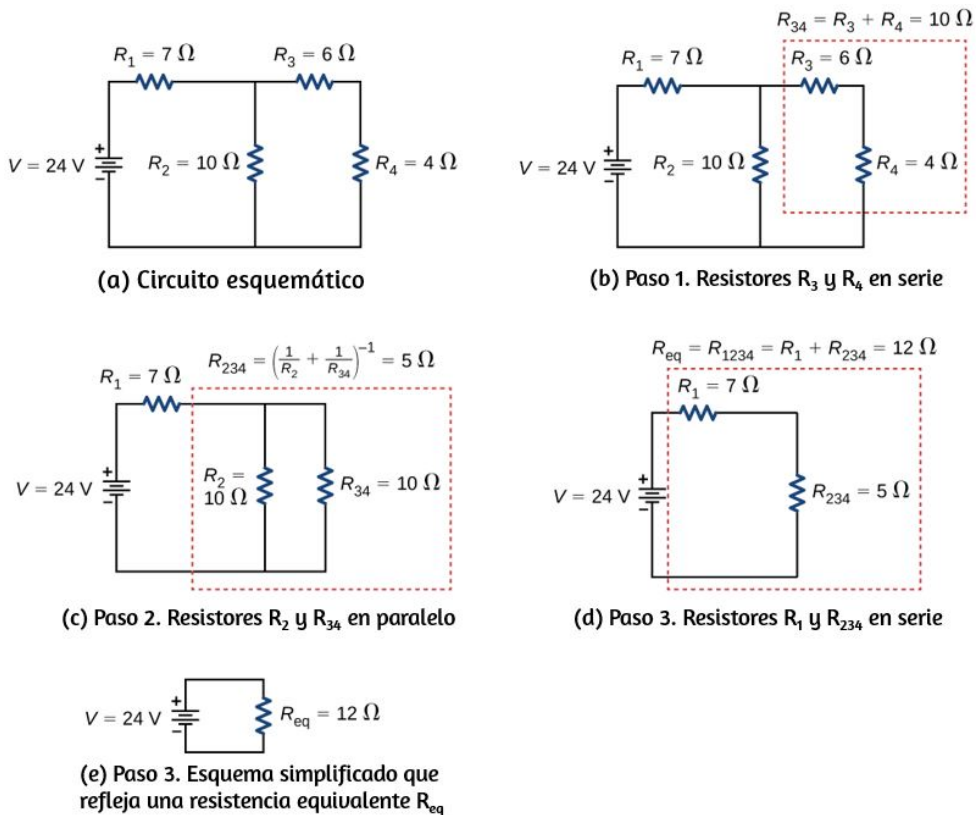 R₁ = 7 Ω
R₃ = 6 Ω
V = 24 V
+
−
R₂ = 10 Ω
R₄ = 4 Ω
(a) Circuito esquemático
R₃₄ = R₃ + R₄ = 10 Ω
R₁ = 7 Ω
R₃ = 6 Ω
V = 24 V
+
−
R₂ = 10 Ω
R₄ = 4 Ω
(b) Paso 1. Resistores R₃ y R₄ en serie
R₂₃₄ = (1/R₂ + 1/R₃₄)⁻¹ = 5 Ω
R₁ = 7 Ω
V = 24 V
+
−
R₂ =
10 Ω
R₃₄ = 10 Ω
(c) Paso 2. Resistores R₂ y R₃₄ en paralelo
Req = R₁₂₃₄ = R₁ + R₂₃₄ = 12 Ω
R₁ = 7 Ω
V = 24 V
+
−
R₂₃₄ = 5 Ω
(d) Paso 3. Resistores R₁ y R₂₃₄ en serie
V = 24 V
+
−
Req = 12 Ω
(e) Paso 3. Esquema simplificado que
refleja una resistencia equivalente Req